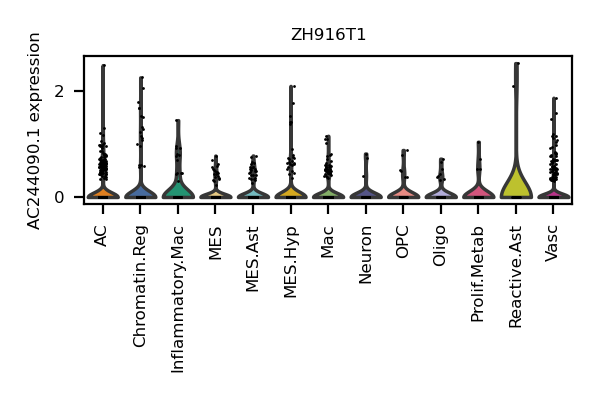 ZH916T1
AC244090.1 expression
2
0
AC
Chromatin.Reg
Inflammatory.Mac
MES
MES.Ast
MES.Hyp
Mac
Neuron
OPC
Oligo
Prolif.Metab
Reactive.Ast
Vasc